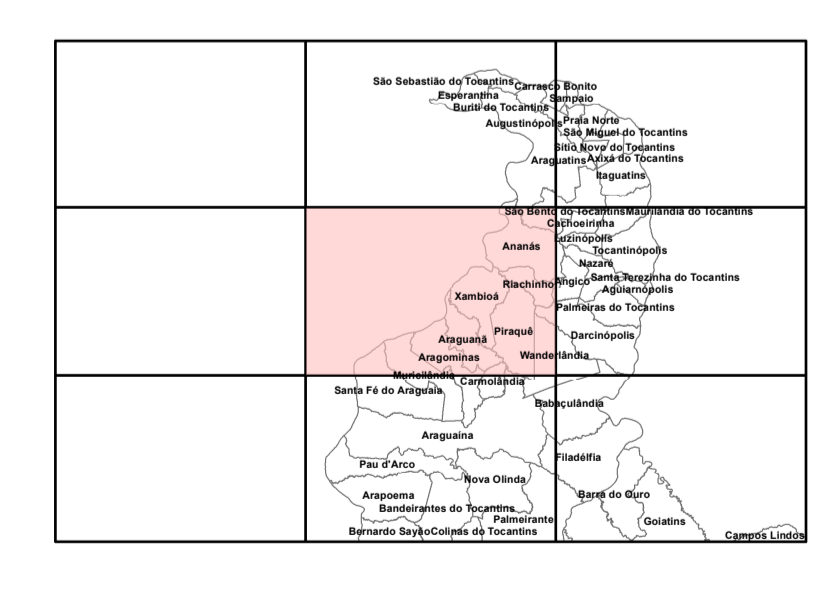 São Sebastião do Tocantins
Carrasco Bonito
Esperantina
Sampaio
Buriti do Tocantins
Augustinópolis
Praia Norte
São Miguel do Tocantins
Sítio Novo do Tocantins
Araguatins
Axixá do Tocantins
Itaguatins
São Bento do Tocantins
Maurilândia do Tocantins
Cachoeirinha
Luzinópolis
Ananás
Tocantinópolis
Nazaré
Santa Terezinha do Tocantins
Riachinho
Angico
Aguiarnópolis
Xambioá
Palmeiras do Tocantins
Piraquê
Darcinópolis
Araguanã
Aragominas
Wanderlândia
Muricilândia
Carmolândia
Santa Fé do Araguaia
Babaçulândia
Araguaína
Filadélfia
Pau d'Arco
Nova Olinda
Arapoema
Barra do Ouro
Bandeirantes do Tocantins
Palmeirante
Goiatins
Bernardo Sayão
Colinas do Tocantins
Campos Lindos